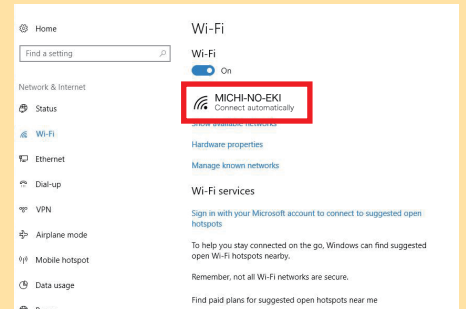 Home
Find a setting
Network & Internet
Status
Wi-Fi
Ethernet
Dial-up
VPN
Airplane mode
Mobile hotspot
Data usage
Wi-Fi
Wi-Fi
On
MICHI-NO-EKI
Connect automatically
Show available networks
Hardware properties
Manage known networks
Wi-Fi services
Sign in with your Microsoft account to connect to suggested open
hotspots
To help you stay connected on the go, Windows can find suggested
open Wi-Fi hotspots nearby.
Remember, not all Wi-Fi networks are secure.
Find paid plans for suggested open hotspots near me